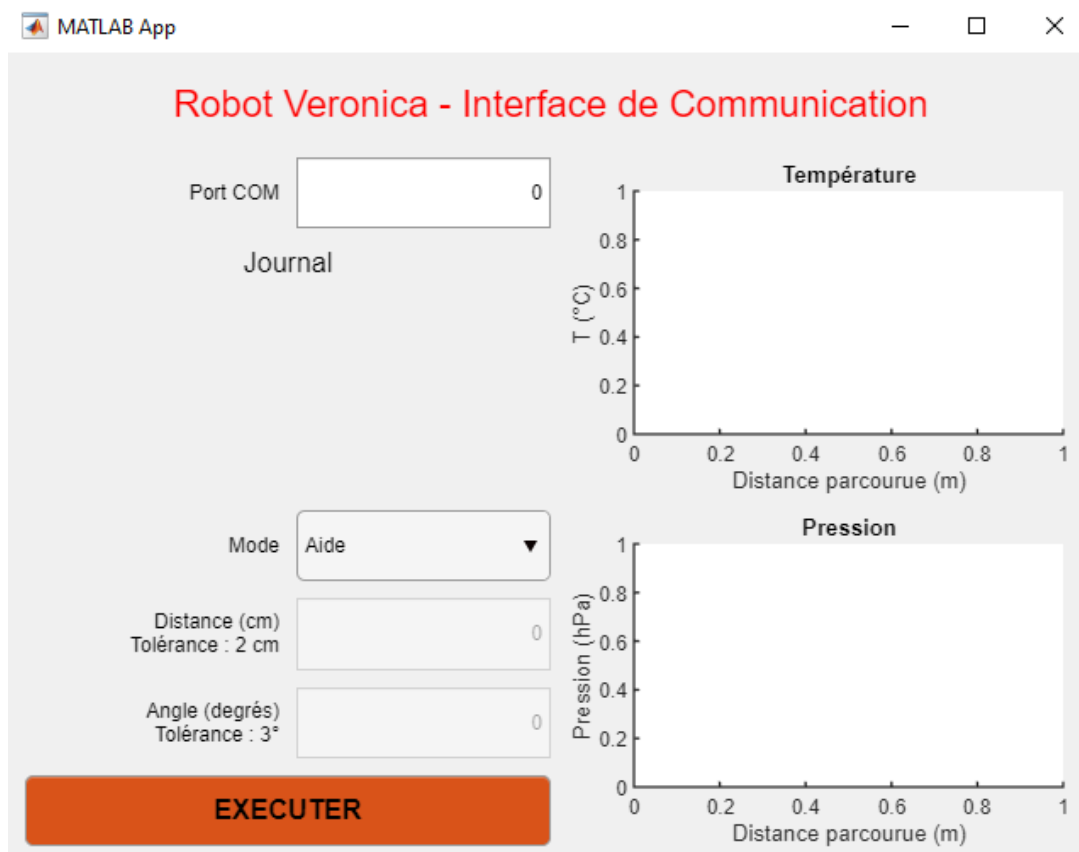 MATLAB App
Robot Veronica - Interface de Communication
Port COM
0
Journal
Mode
Aide
Distance (cm)
Tolérance : 2 cm
0
Angle (degrés)
Tolérance : 3°
0
EXECUTER
Température
T (°C)
1
0.8
0.6
0.4
0.2
0
0 0.2 0.4 0.6 0.8 1
Distance parcourue (m)
Pression
Pression (hPa)
1
0.8
0.6
0.4
0.2
0
0 0.2 0.4 0.6 0.8 1
Distance parcourue (m)